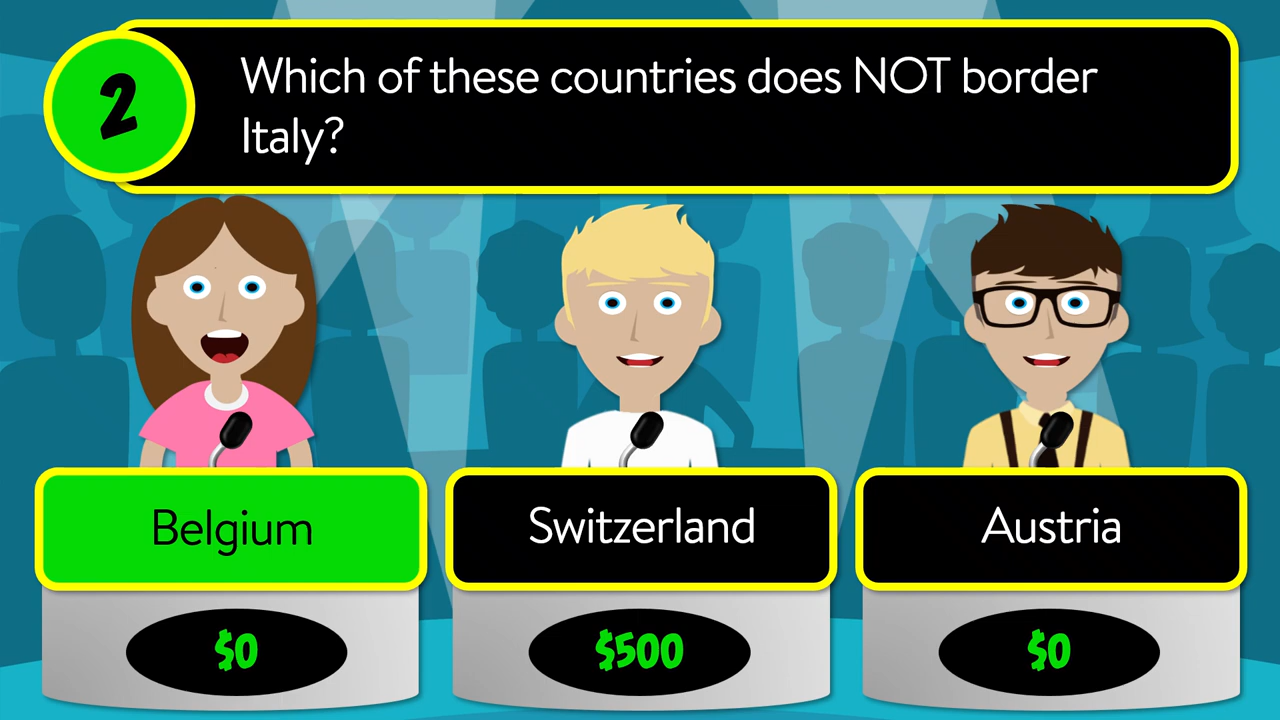 2
Which of these countries does NOT border
Italy?
Belgium
Switzerland
Austria
$0
$500
$0